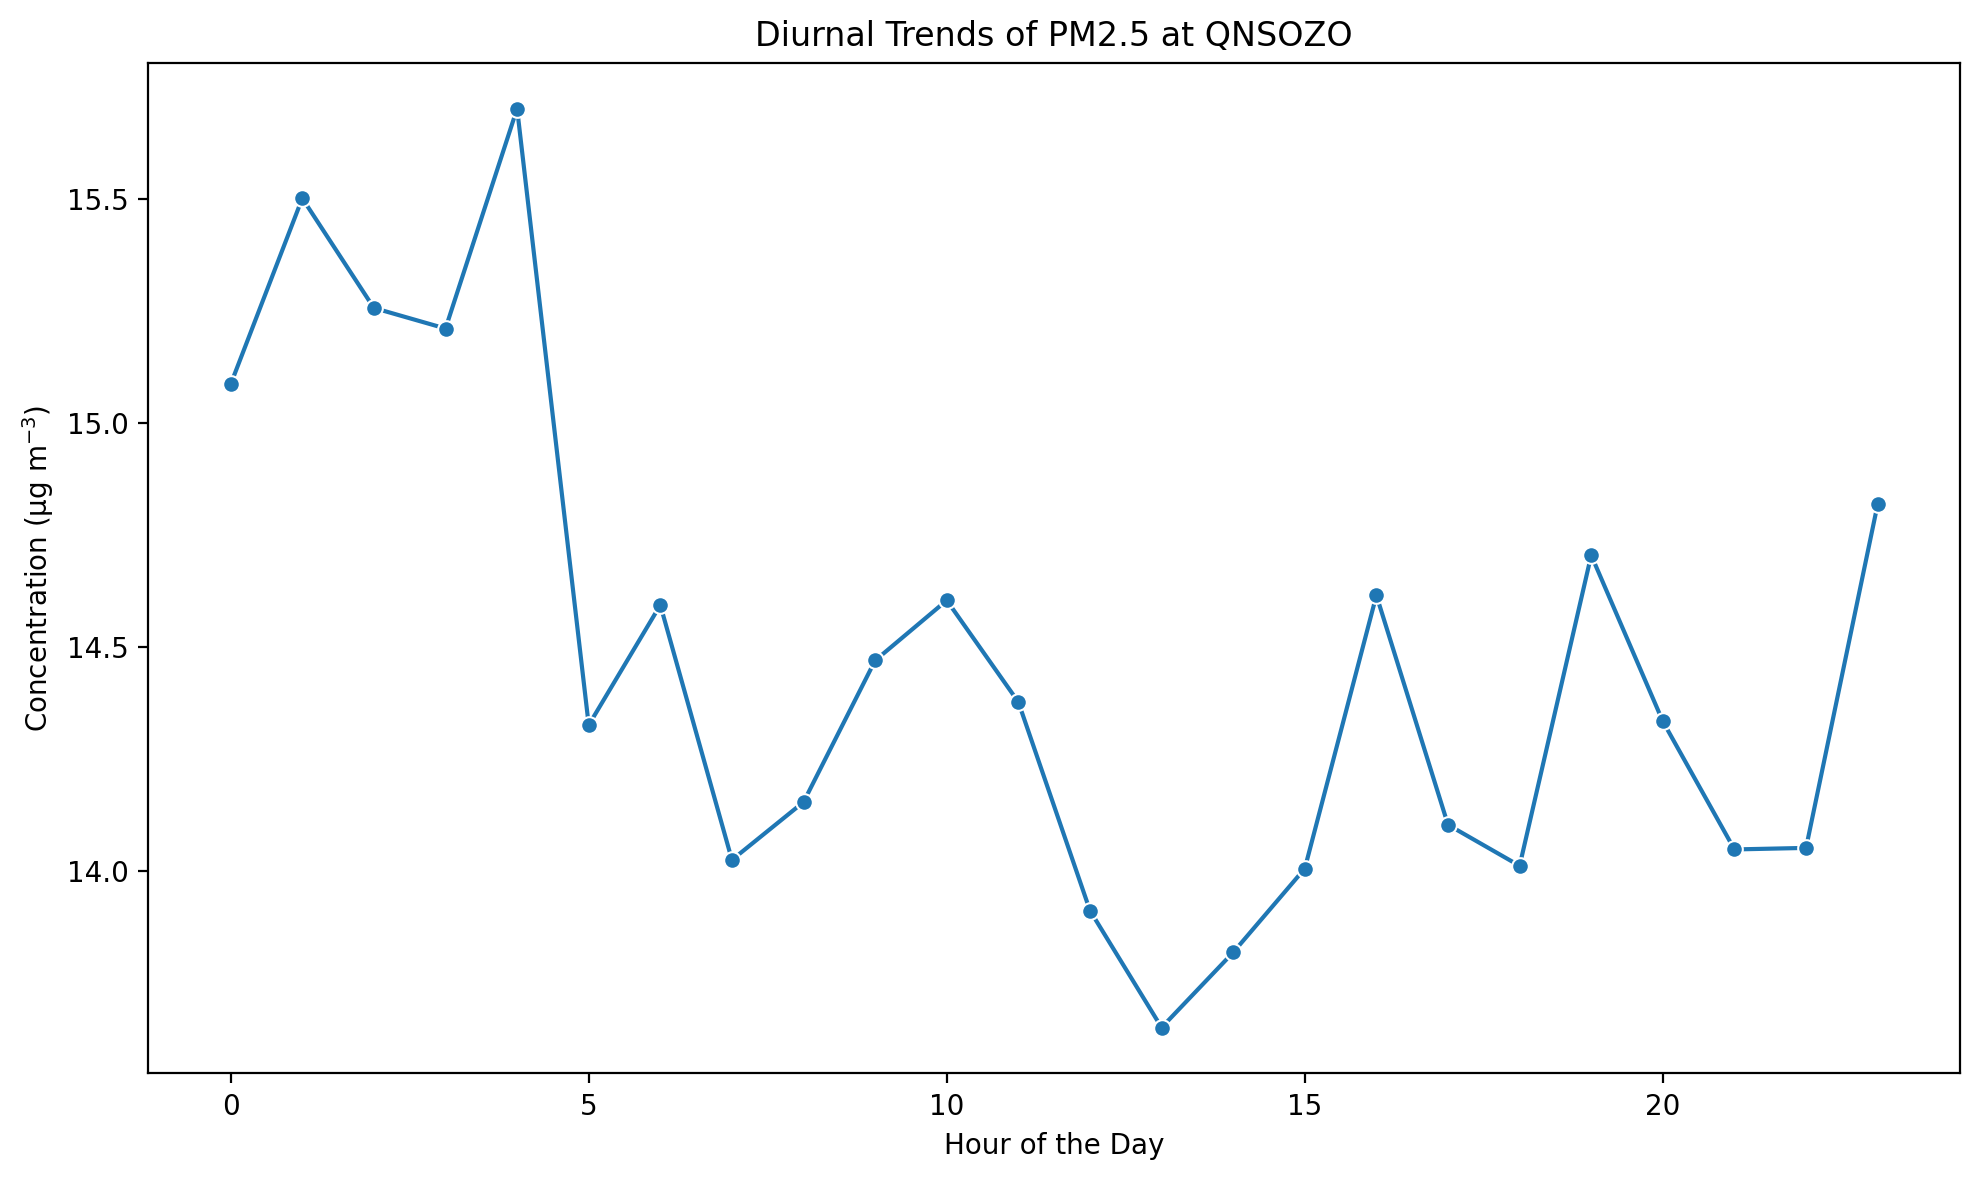 Diurnal Trends of PM2.5 at QNSOZO
Concentration (µg m⁻³)
15.5
15.0
14.5
14.0
0 5 10 15 20
Hour of the Day